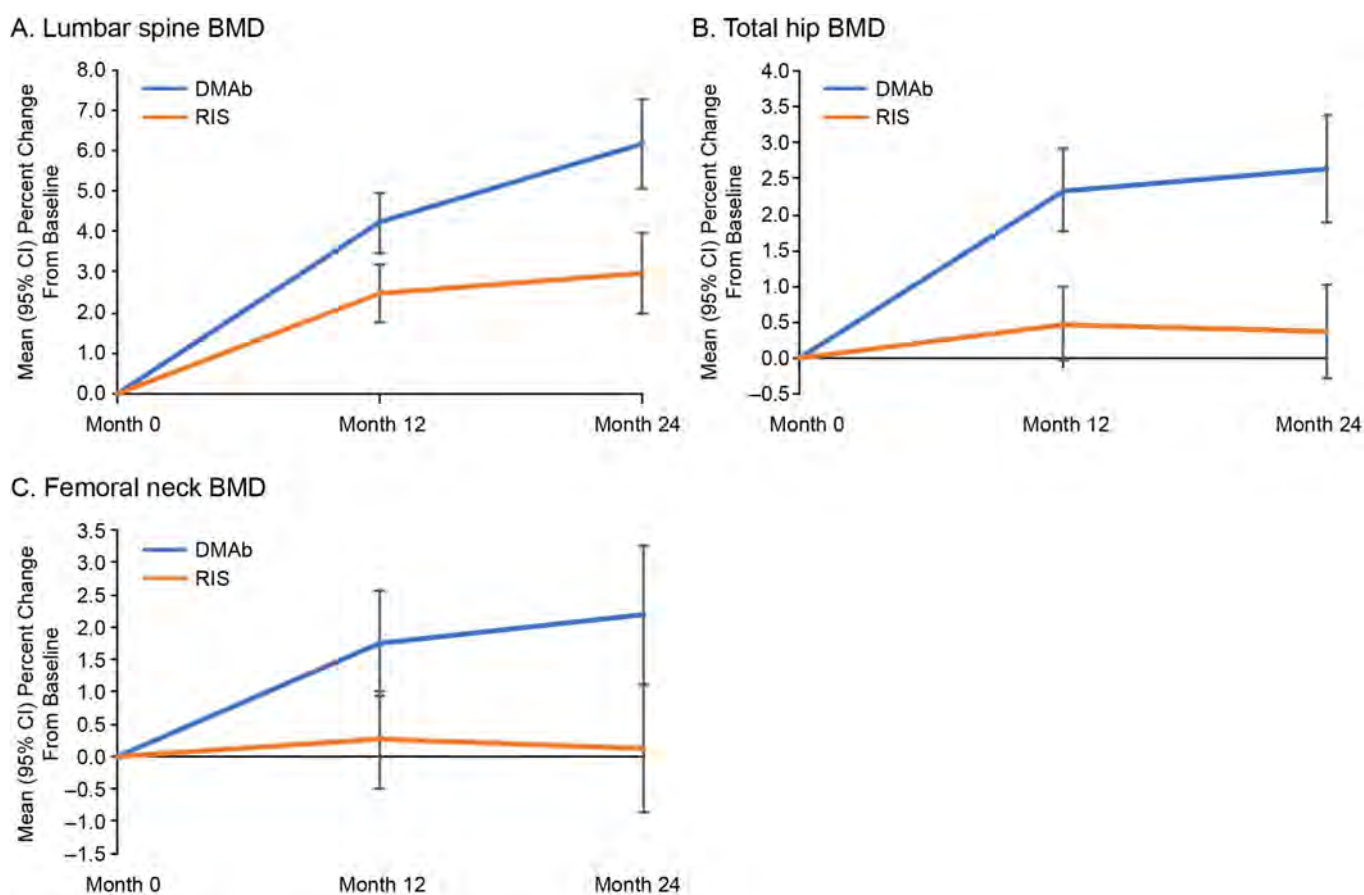 A. Lumbar spine BMD
Mean (95% CI) Percent Change
From Baseline
8.0
7.0
6.0
5.0
4.0
3.0
2.0
1.0
0.0
DMAb
RIS
Month 0
Month 12
Month 24
B. Total hip BMD
Mean (95% CI) Percent Change
From Baseline
4.0
3.5
3.0
2.5
2.0
1.5
1.0
0.5
0.0
–0.5
DMAb
RIS
Month 0
Month 12
Month 24
C. Femoral neck BMD
Mean (95% CI) Percent Change
From Baseline
3.5
3.0
2.5
2.0
1.5
1.0
0.5
0.0
–0.5
–1.0
–1.5
DMAb
RIS
Month 0
Month 12
Month 24